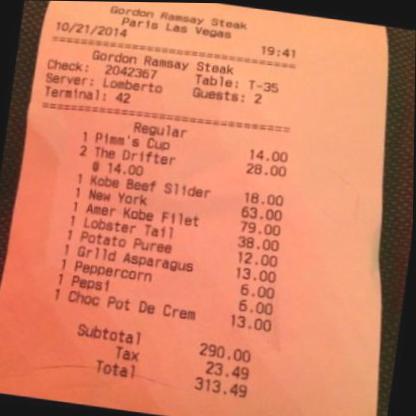 Gordon Ramsay Steak
Paris Las Vegas
10/21/2014 19:41
Gordon Ramsay Steak
Check: 2042367 Table: T-35
Server: Lomberto Guests: 2
Terminal: 42
Regular
1 Pimm's Cup 14.00
2 The Drifter 28.00
@ 14.00
1 Kobe Beef Slider 18.00
1 New York 63.00
1 Amer Kobe Filet 79.00
1 Lobster Tail 38.00
1 Potato Puree 12.00
1 Grlld Asparagus 13.00
1 Peppercorn 6.00
1 Pepsi 6.00
1 Choc Pot De Crem 13.00
Subtotal 290.00
Tax 23.49
Total 313.49